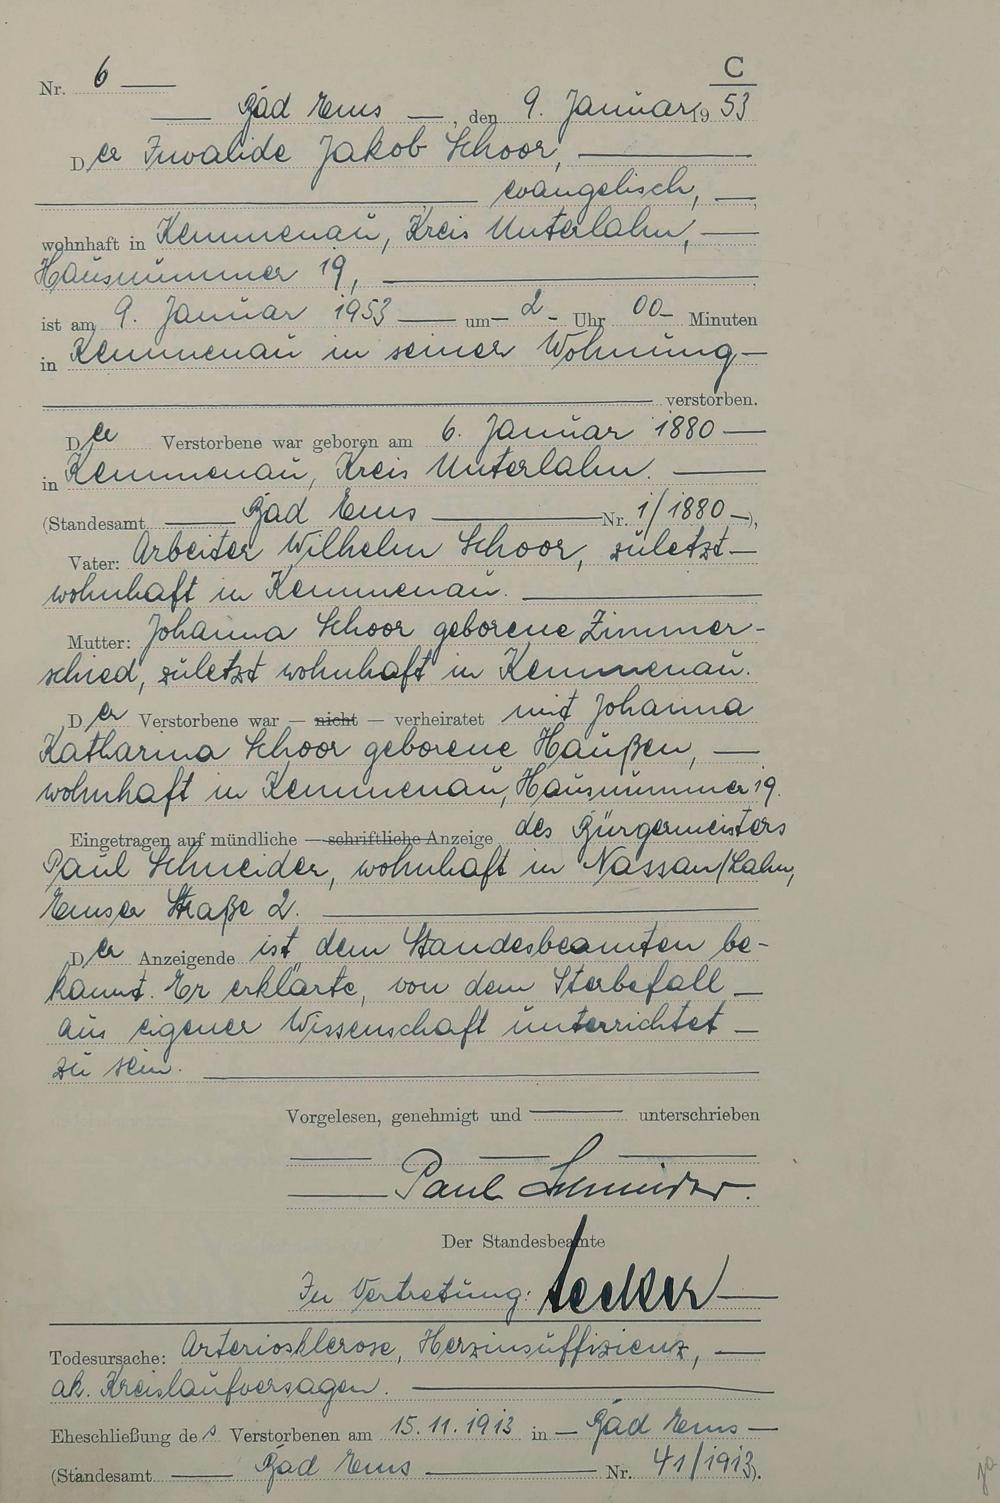 C
Nr. 6
Bad Ems, den 9. Januar 1953
Der Invalide Jakob Schoor,
evangelisch,
wohnhaft in Kemmenau, Kreis Unterlahn,
Hausnummer 19,
ist am 9. Januar 1953 um 2 Uhr 00 Minuten
in Kemmenau in seiner Wohnung
verstorben.
Der Verstorbene war geboren am 6. Januar 1880
in Kemmenau, Kreis Unterlahn.
(Standesamt Bad Ems Nr. 1/1880),
Vater: Arbeiter Wilhelm Schoor, zuletzt
wohnhaft in Kemmenau.
Mutter: Johanna Schoor geborene Zimmer-
schied, zuletzt wohnhaft in Kemmenau.
Der Verstorbene war – nicht – verheiratet mit Johanna
Katharina Schoor geborene Haußen,
wohnhaft in Kemmenau, Hausnummer 19.
Eingetragen auf mündliche – schriftliche Anzeige des Bürgermeisters
Paul Schneider, wohnhaft in Nassau/Lahn,
Emser Straße 2.
Der Anzeigende ist dem Standesbeamten be-
kannt. Er erklärte, von dem Sterbefall
aus eigener Wissenschaft unterrichtet
zu sein.
Vorgelesen, genehmigt und unterschrieben
Paul Schneider.
Der Standesbeamte
In Vertretung:
Todesursache: Arteriosklerose, Herzinsuffizienz,
ak. Kreislaufversagen.
Eheschließung des Verstorbenen am 15.11.1913 in Bad Ems
(Standesamt Bad Ems Nr. 41/1913).
ja